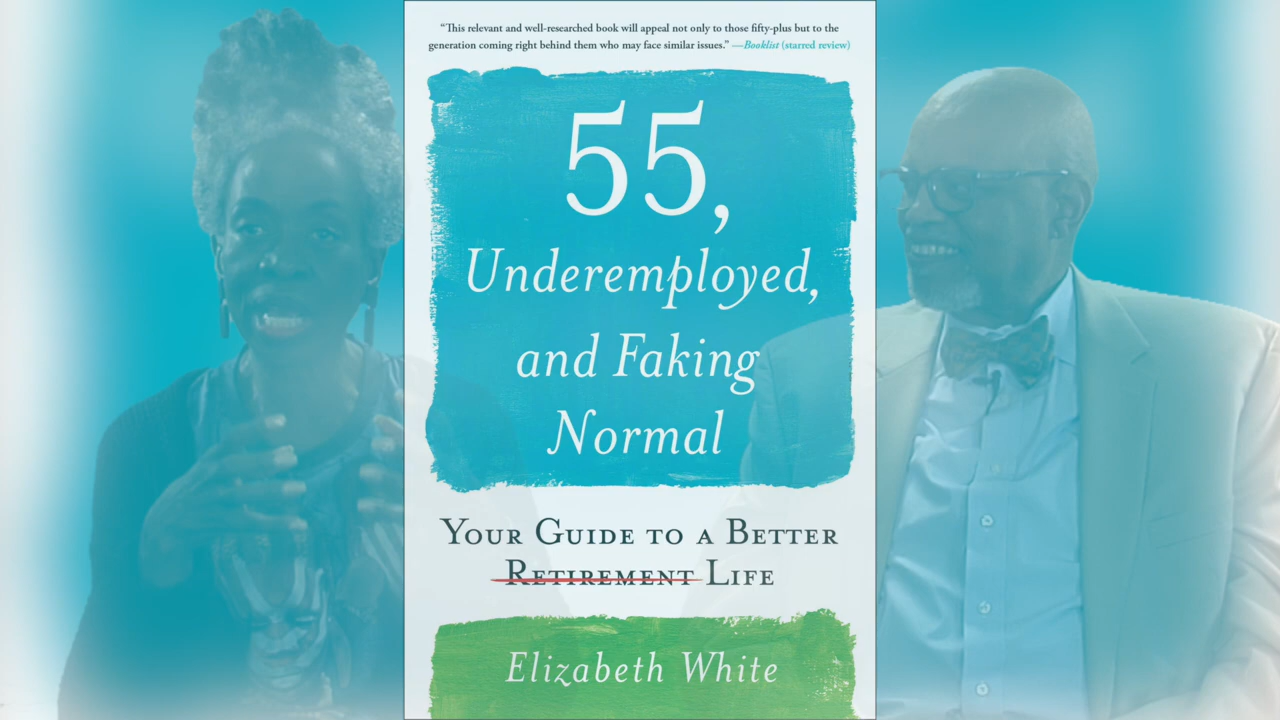 “This relevant and well-researched book will appeal not only to those fifty-plus but to the
generation coming right behind them who may face similar issues.” —Booklist (starred review)
55,
Underemployed,
and Faking
Normal
Your Guide to a Better
Retirement Life
Elizabeth White